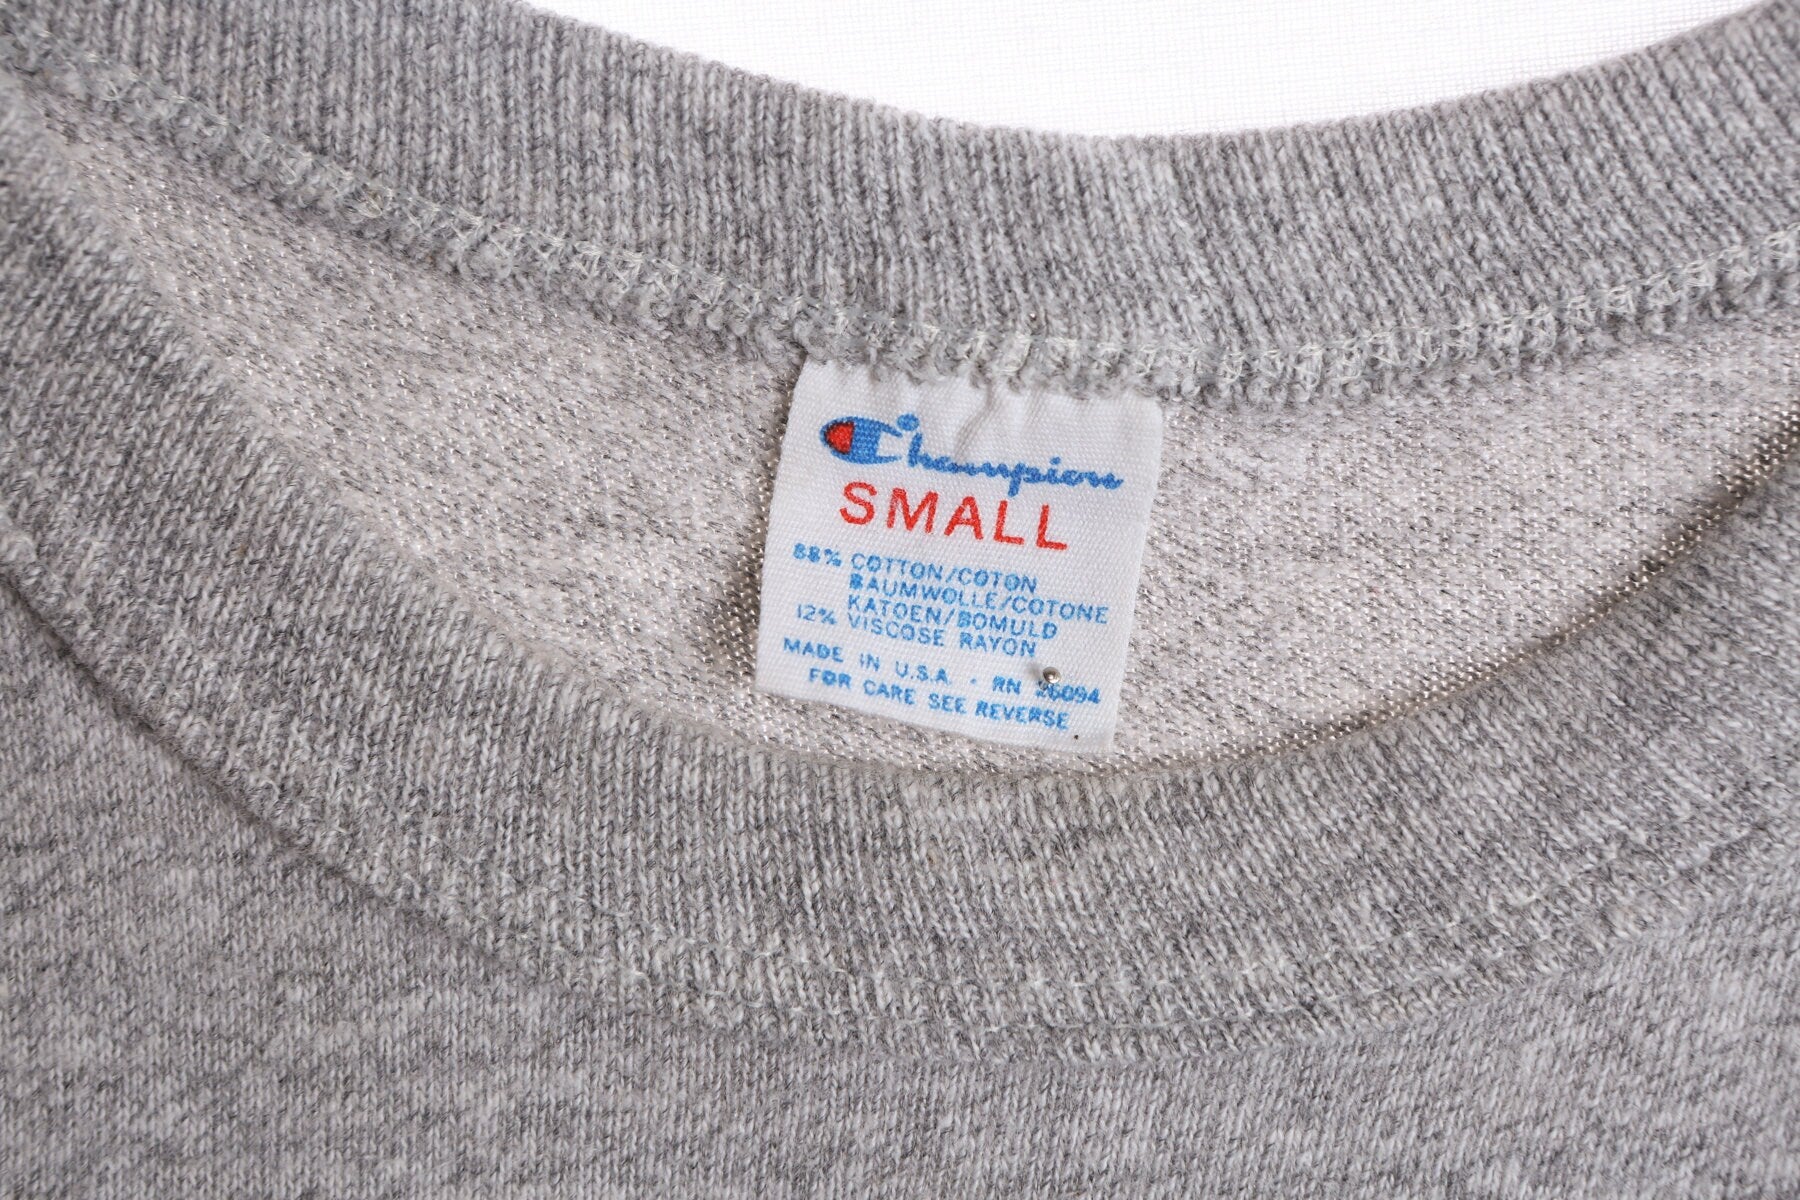 Champion
SMALL
88% COTTON/COTON
BAUMWOLLE/COTONE
KATOEN/BOMULD
12% VISCOSE RAYON
MADE IN U.S.A. - RN 26094
FOR CARE SEE REVERSE